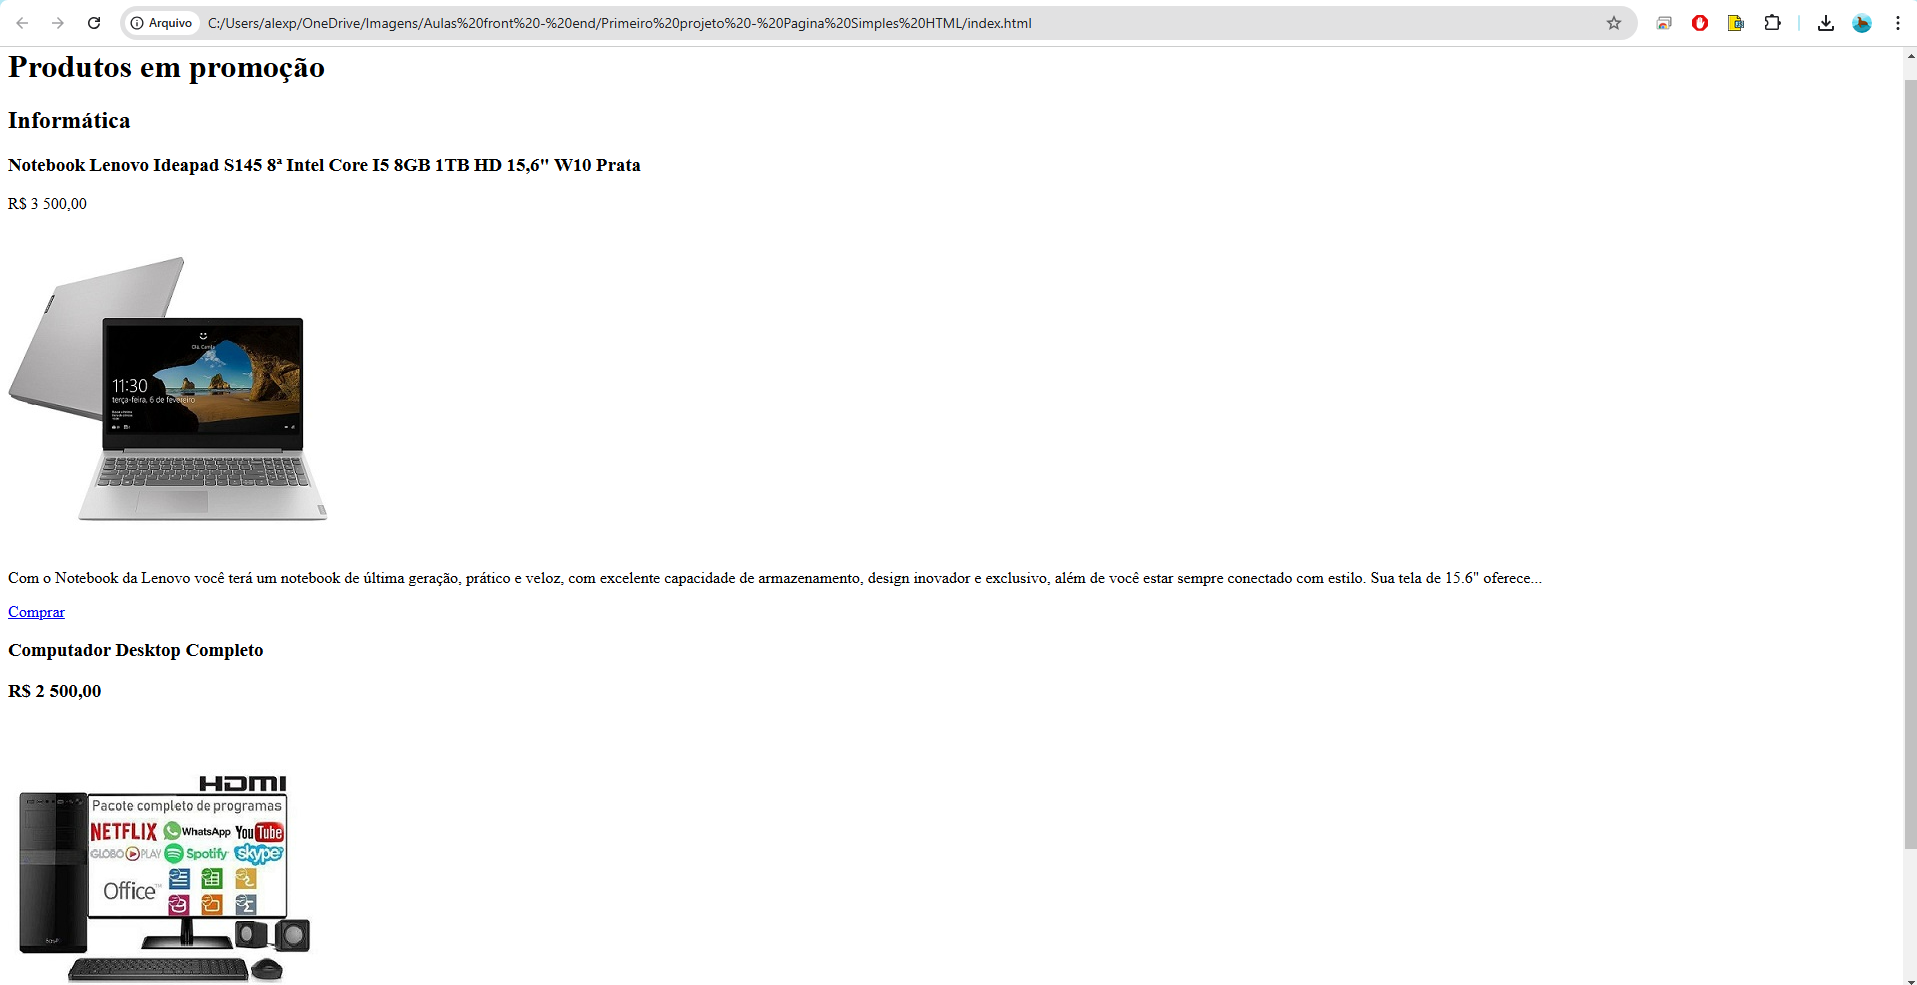 Arquivo C:/Users/alexp/OneDrive/Imagens/Aulas%20front%20-%20end/Primeiro%20projeto%20-%20Pagina%20Simples%20HTML/index.html
Produtos em promoção
Informática
Notebook Lenovo Ideapad S145 8ª Intel Core I5 8GB 1TB HD 15,6" W10 Prata
R$ 3 500,00
11:30
terça-feira, 6 de fevereiro
Com o Notebook da Lenovo você terá um notebook de última geração, prático e veloz, com excelente capacidade de armazenamento, design inovador e exclusivo, além de você estar sempre conectado com estilo. Sua tela de 15.6" oferece...
Comprar
Computador Desktop Completo
R$ 2 500,00
HDMI
Pacote completo de programas
NETFLIX WhatsApp YouTube
GLOBO PLAY Spotify skype
Office™